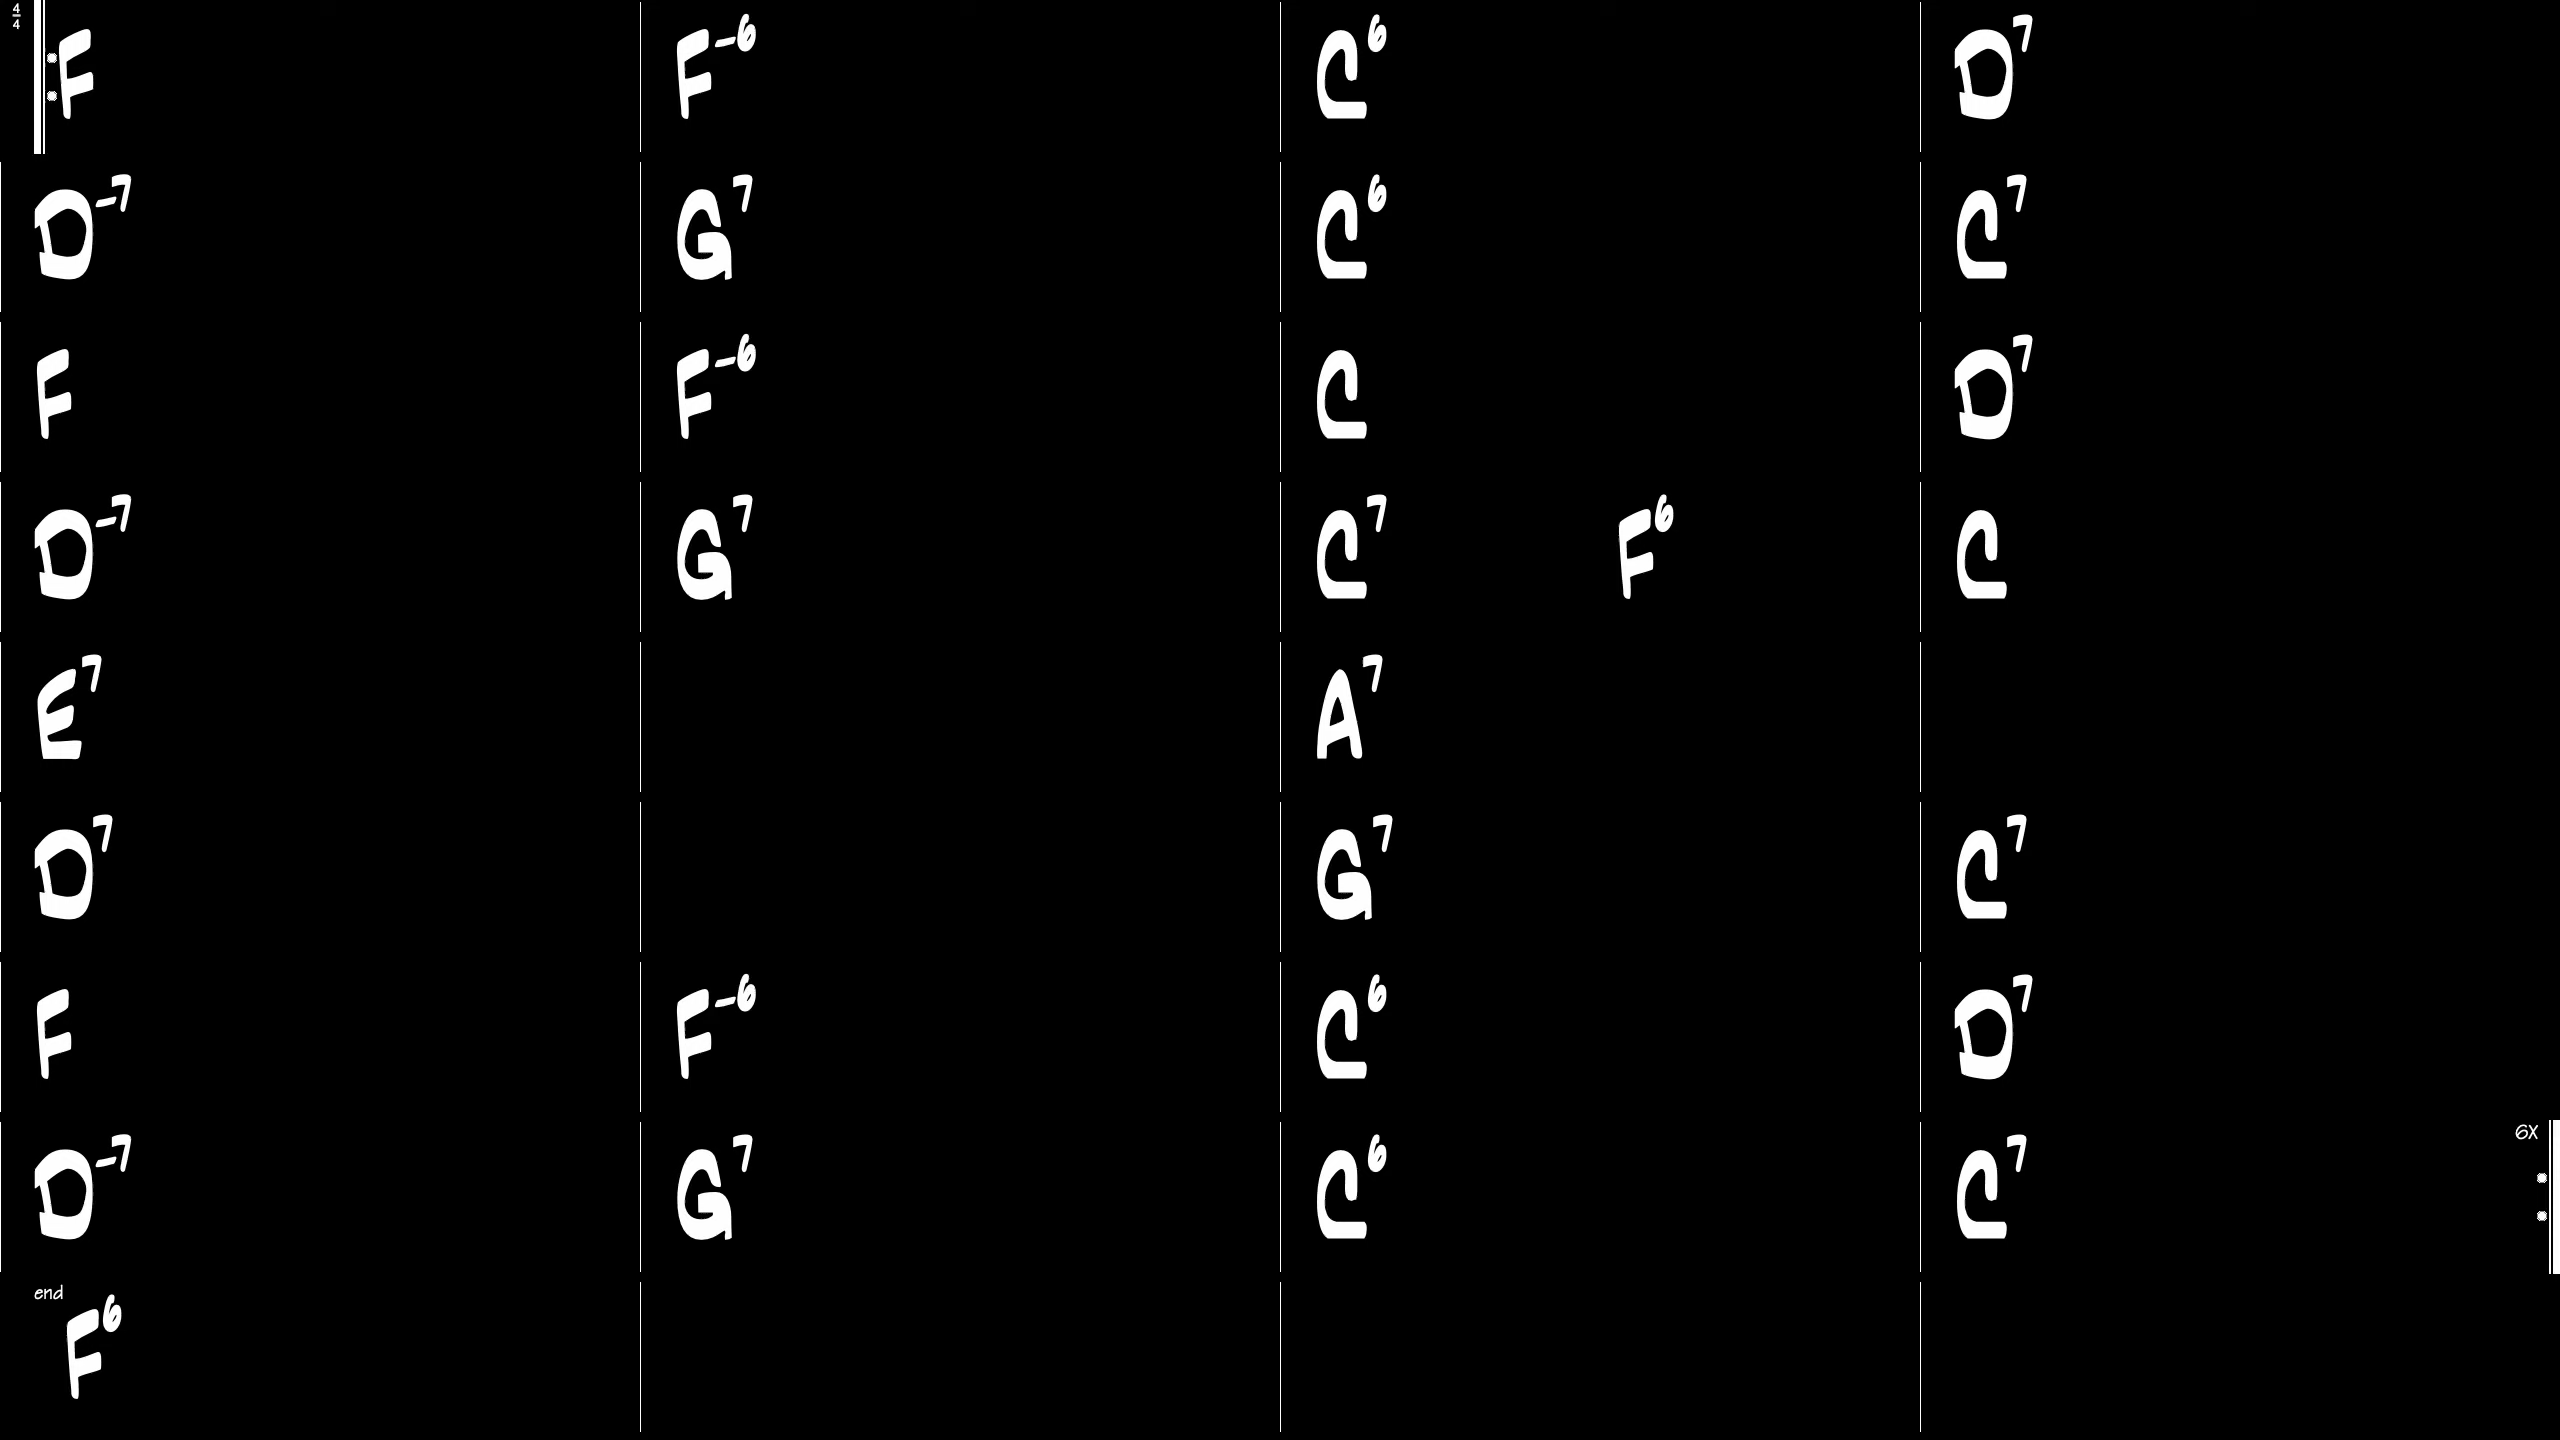 4/4 F F-6 C6 D7
D-7 G7 C6 C7
F F-6 C D7
D-7 G7 C7 F6 C
E7 A7
D7 G7 C7
F F-6 C6 D7
D-7 G7 C6 C7 6x
end F6